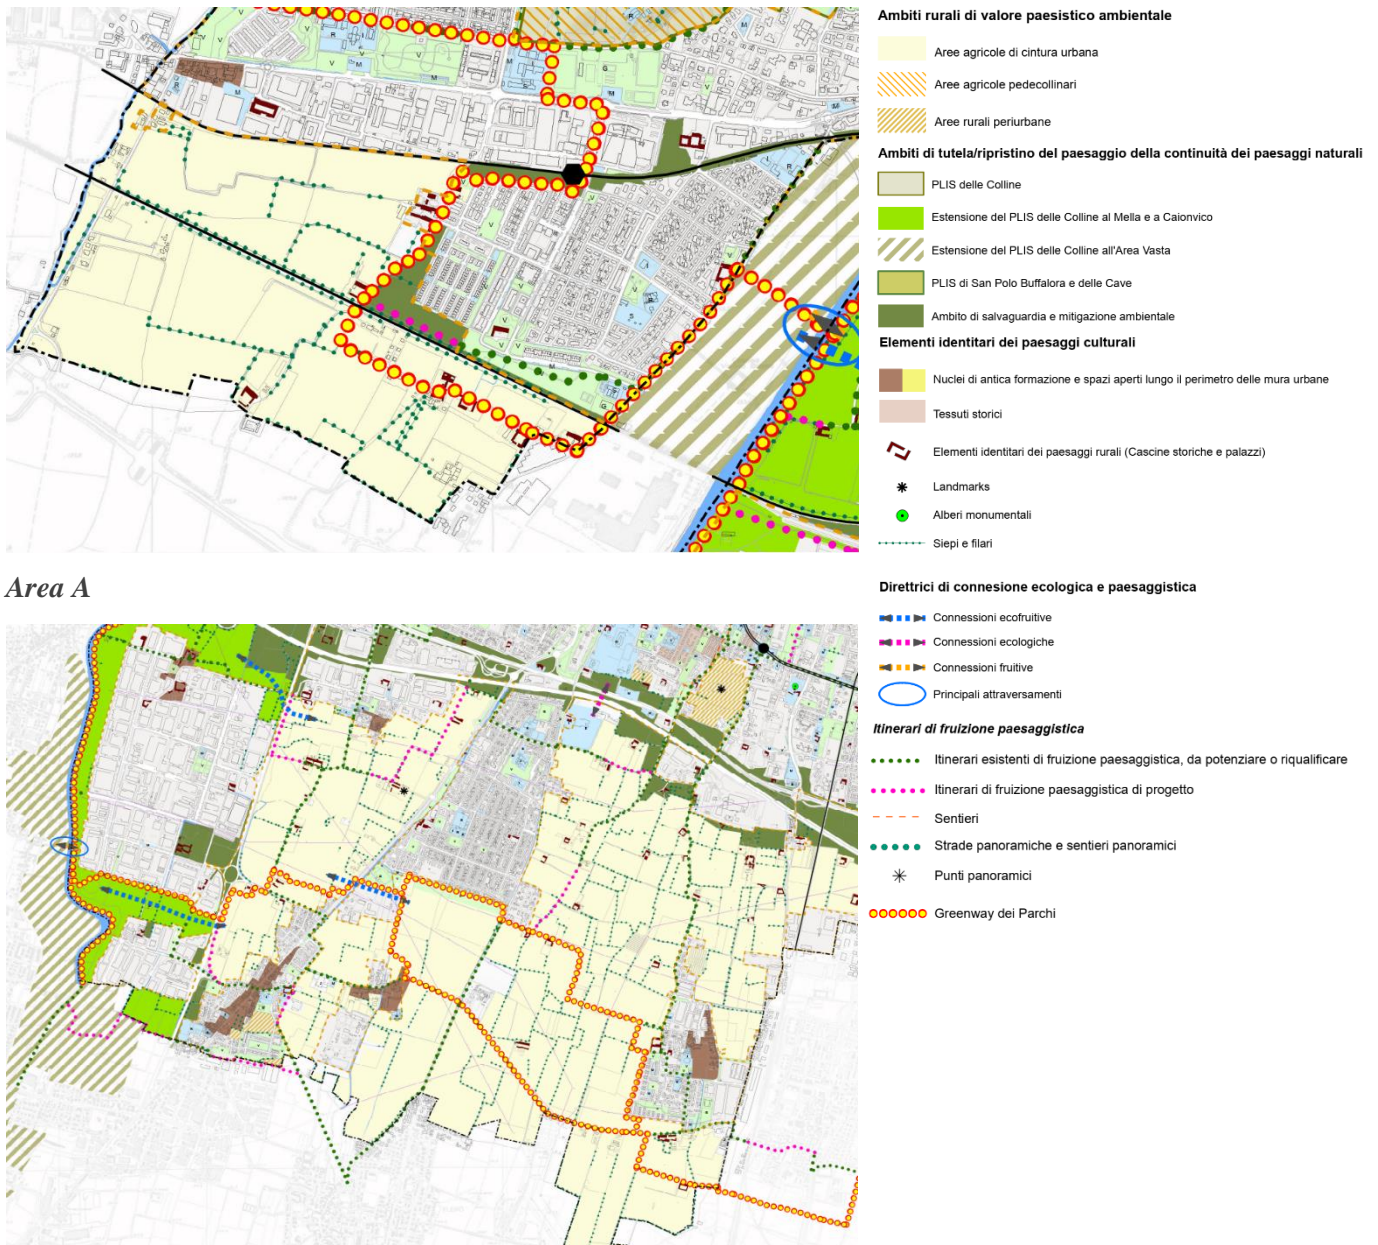 Ambiti rurali di valore paesistico ambientale
Aree agricole di cintura urbana
Aree agricole pedecollinari
Aree rurali periurbane
Ambiti di tutela/ripristino del paesaggio della continuità dei paesaggi naturali
PLIS delle Colline
Estensione del PLIS delle Colline al Mella e a Caionvico
Estensione del PLIS delle Colline all'Area Vasta
PLIS di San Polo Buffalora e delle Cave
Ambito di salvaguardia e mitigazione ambientale
Elementi identitari dei paesaggi culturali
Nuclei di antica formazione e spazi aperti lungo il perimetro delle mura urbane
Tessuti storici
Elementi identitari dei paesaggi rurali (Cascine storiche e palazzi)
Landmarks
Alberi monumentali
Siepi e filari
Area A
Direttrici di connesione ecologica e paesaggistica
Connessioni ecofruitive
Connessioni ecologiche
Connessioni fruitive
Principali attraversamenti
Itinerari di fruizione paesaggistica
Itinerari esistenti di fruizione paesaggistica, da potenziare o riqualificare
Itinerari di fruizione paesaggistica di progetto
Sentieri
Strade panoramiche e sentieri panoramici
Punti panoramici
Greenway dei Parchi